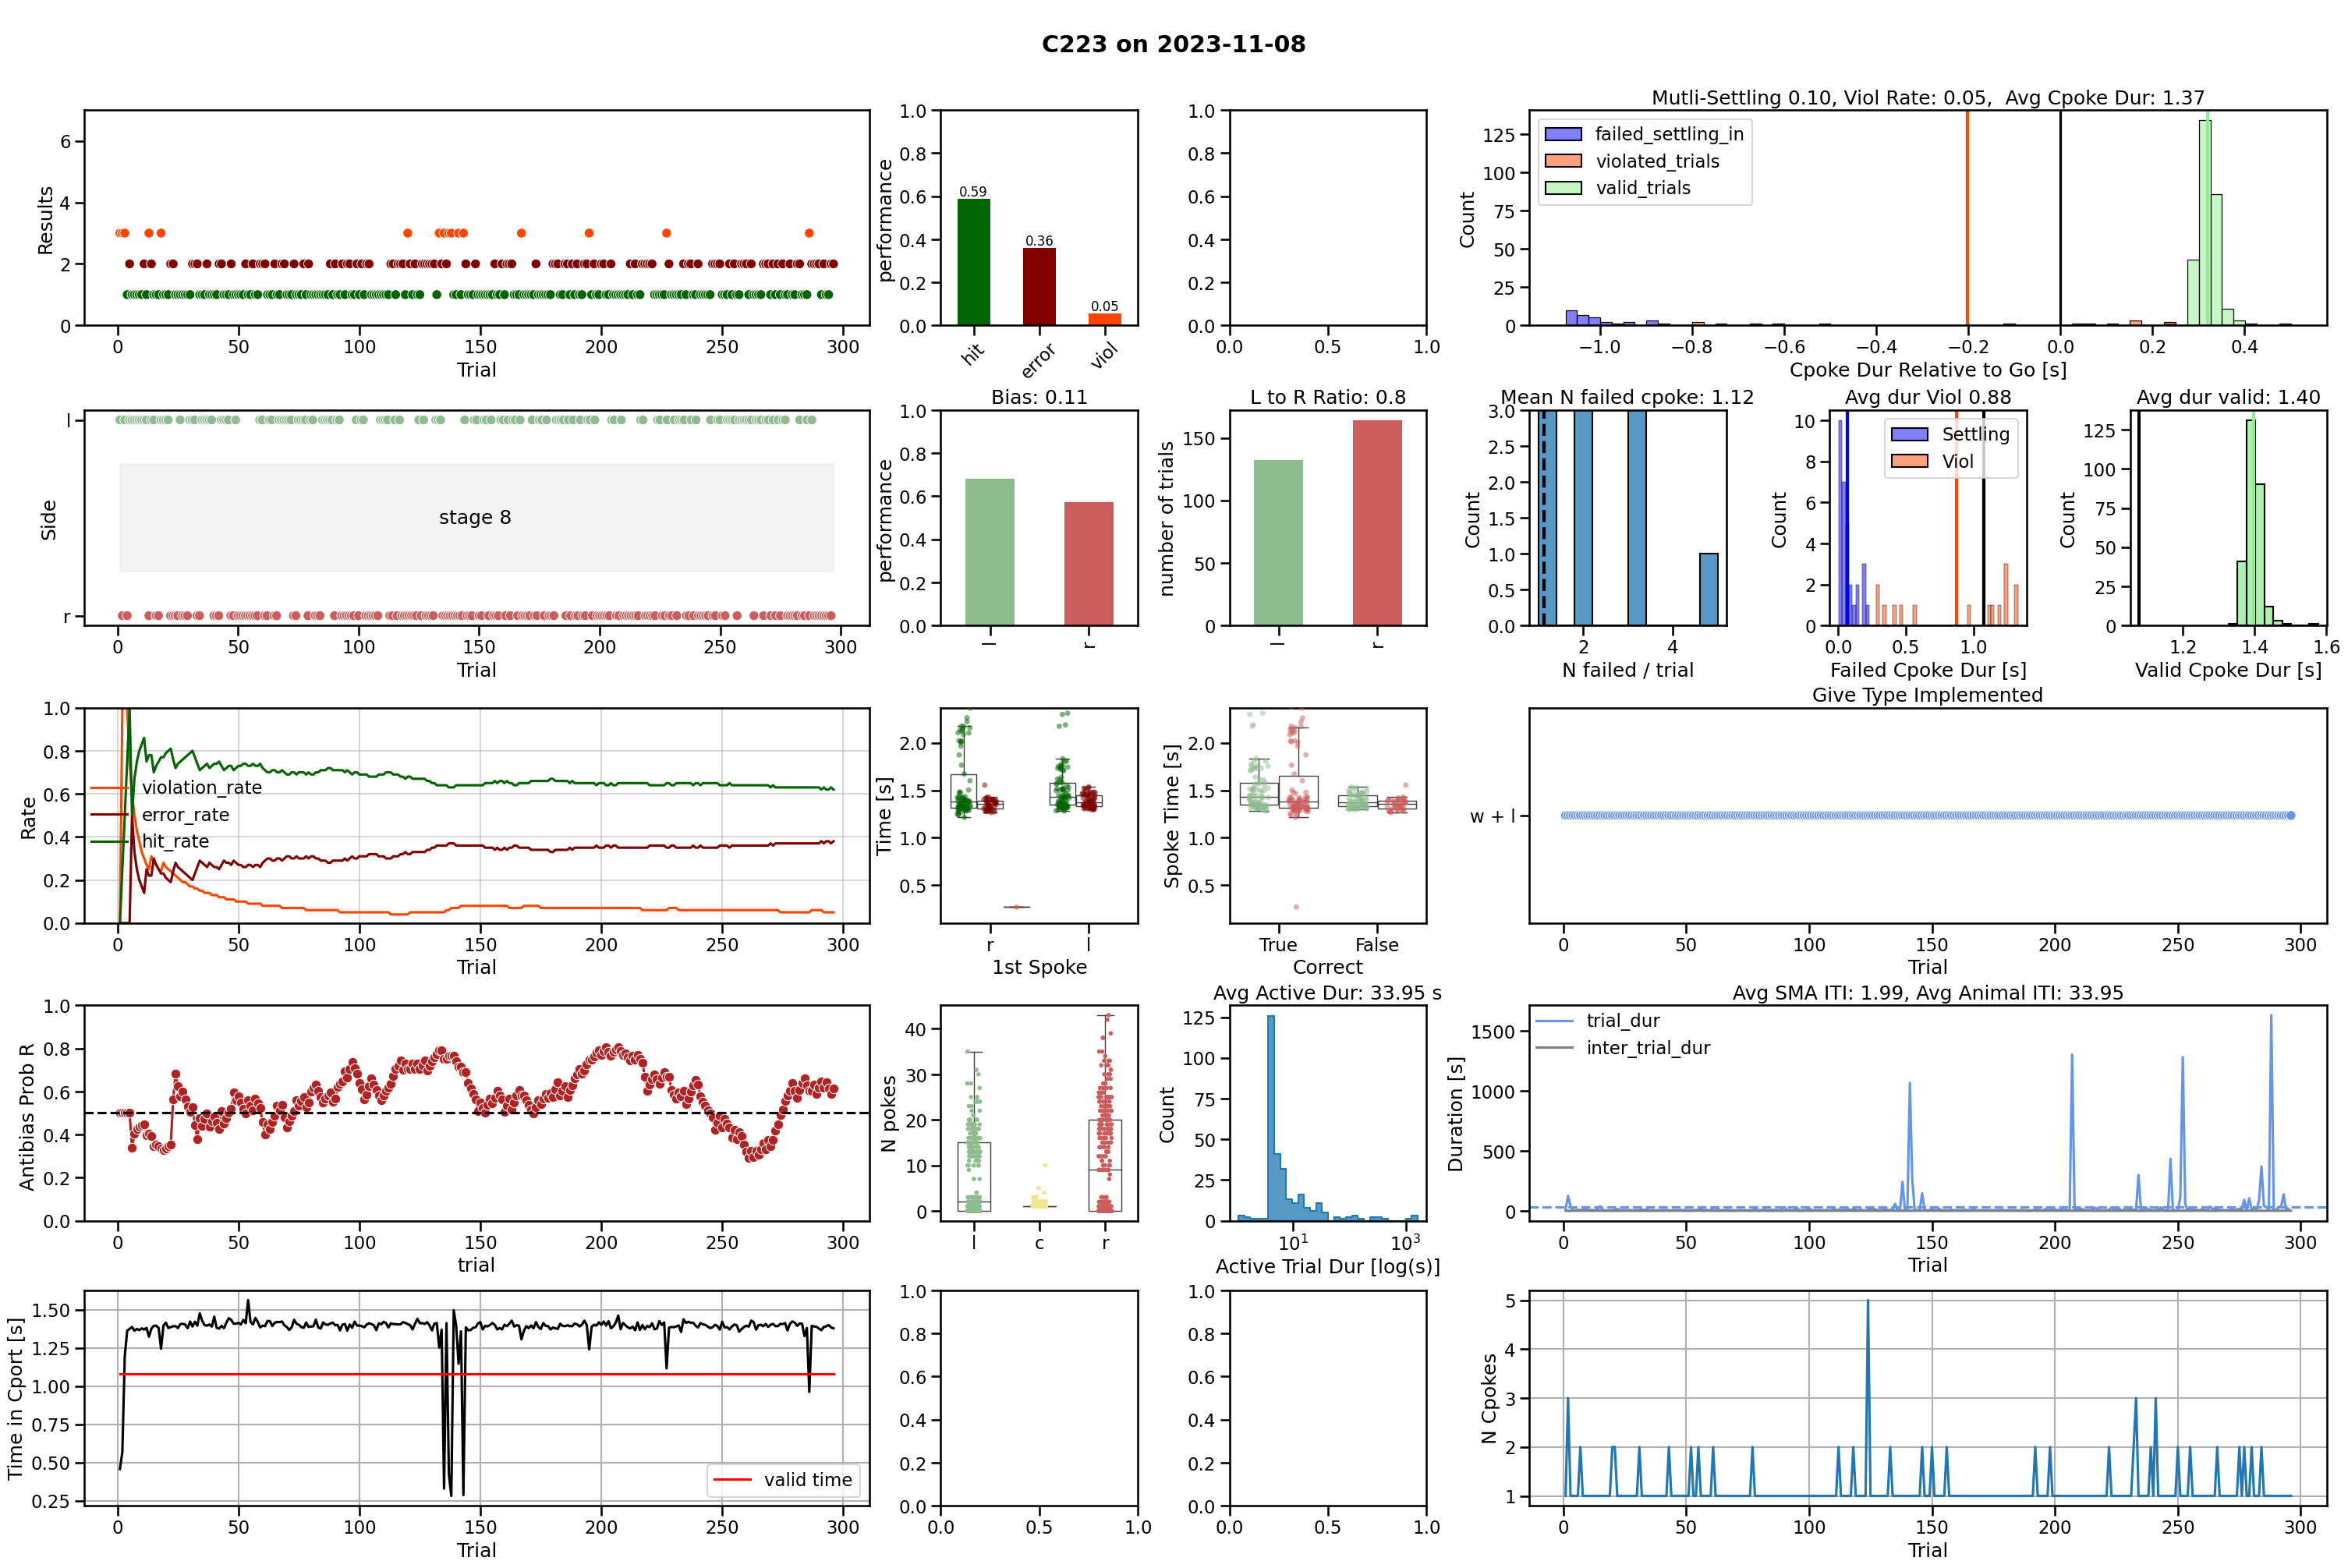 C223 on 2023-11-08
Results
6
4
2
0
0 50 100 150 200 250 300
Trial
performance
1.0
0.8
0.6
0.4
0.2
0.0
0.59
0.36
0.05
hit error viol
1.0
0.8
0.6
0.4
0.2
0.0
0.0 0.5 1.0
Mutli-Settling 0.10, Viol Rate: 0.05,  Avg Cpoke Dur: 1.37
failed_settling_in
violated_trials
valid_trials
Count
125
100
75
50
25
0
−1.0 −0.8 −0.6 −0.4 −0.2 0.0 0.2 0.4
Cpoke Dur Relative to Go [s]
Side
l
stage 8
r
0 50 100 150 200 250 300
Trial
Bias: 0.11
performance
1.0
0.8
0.6
0.4
0.2
0.0
l r
L to R Ratio: 0.8
number of trials
150
100
50
0
l r
Mean N failed cpoke: 1.12
Count
3.0
2.5
2.0
1.5
1.0
0.5
0.0
2 4
N failed / trial
Avg dur Viol 0.88
Settling
Viol
Count
10
8
6
4
2
0
0.0 0.5 1.0
Failed Cpoke Dur [s]
Avg dur valid: 1.40
Count
125
100
75
50
25
0
1.2 1.4 1.6
Valid Cpoke Dur [s]
Rate
1.0
0.8
0.6
0.4
0.2
0.0
violation_rate
error_rate
hit_rate
0 50 100 150 200 250 300
Trial
Time [s]
2.0
1.5
1.0
0.5
r l
1st Spoke
Spoke Time [s]
2.0
1.5
1.0
0.5
True False
Correct
Give Type Implemented
w + l
0 50 100 150 200 250 300
Trial
Antibias Prob R
1.0
0.8
0.6
0.4
0.2
0.0
0 50 100 150 200 250 300
trial
N pokes
40
30
20
10
0
l c r
Avg Active Dur: 33.95 s
Count
125
100
75
50
25
0
10¹ 10³
Active Trial Dur [log(s)]
Avg SMA ITI: 1.99, Avg Animal ITI: 33.95
trial_dur
inter_trial_dur
Duration [s]
1500
1000
500
0
0 50 100 150 200 250 300
Trial
Time in Cport [s]
1.50
1.25
1.00
0.75
0.50
0.25
valid time
0 50 100 150 200 250 300
Trial
1.0
0.8
0.6
0.4
0.2
0.0
0.0 0.5 1.0
1.0
0.8
0.6
0.4
0.2
0.0
0.0 0.5 1.0
N Cpokes
5
4
3
2
1
0 50 100 150 200 250 300
Trial